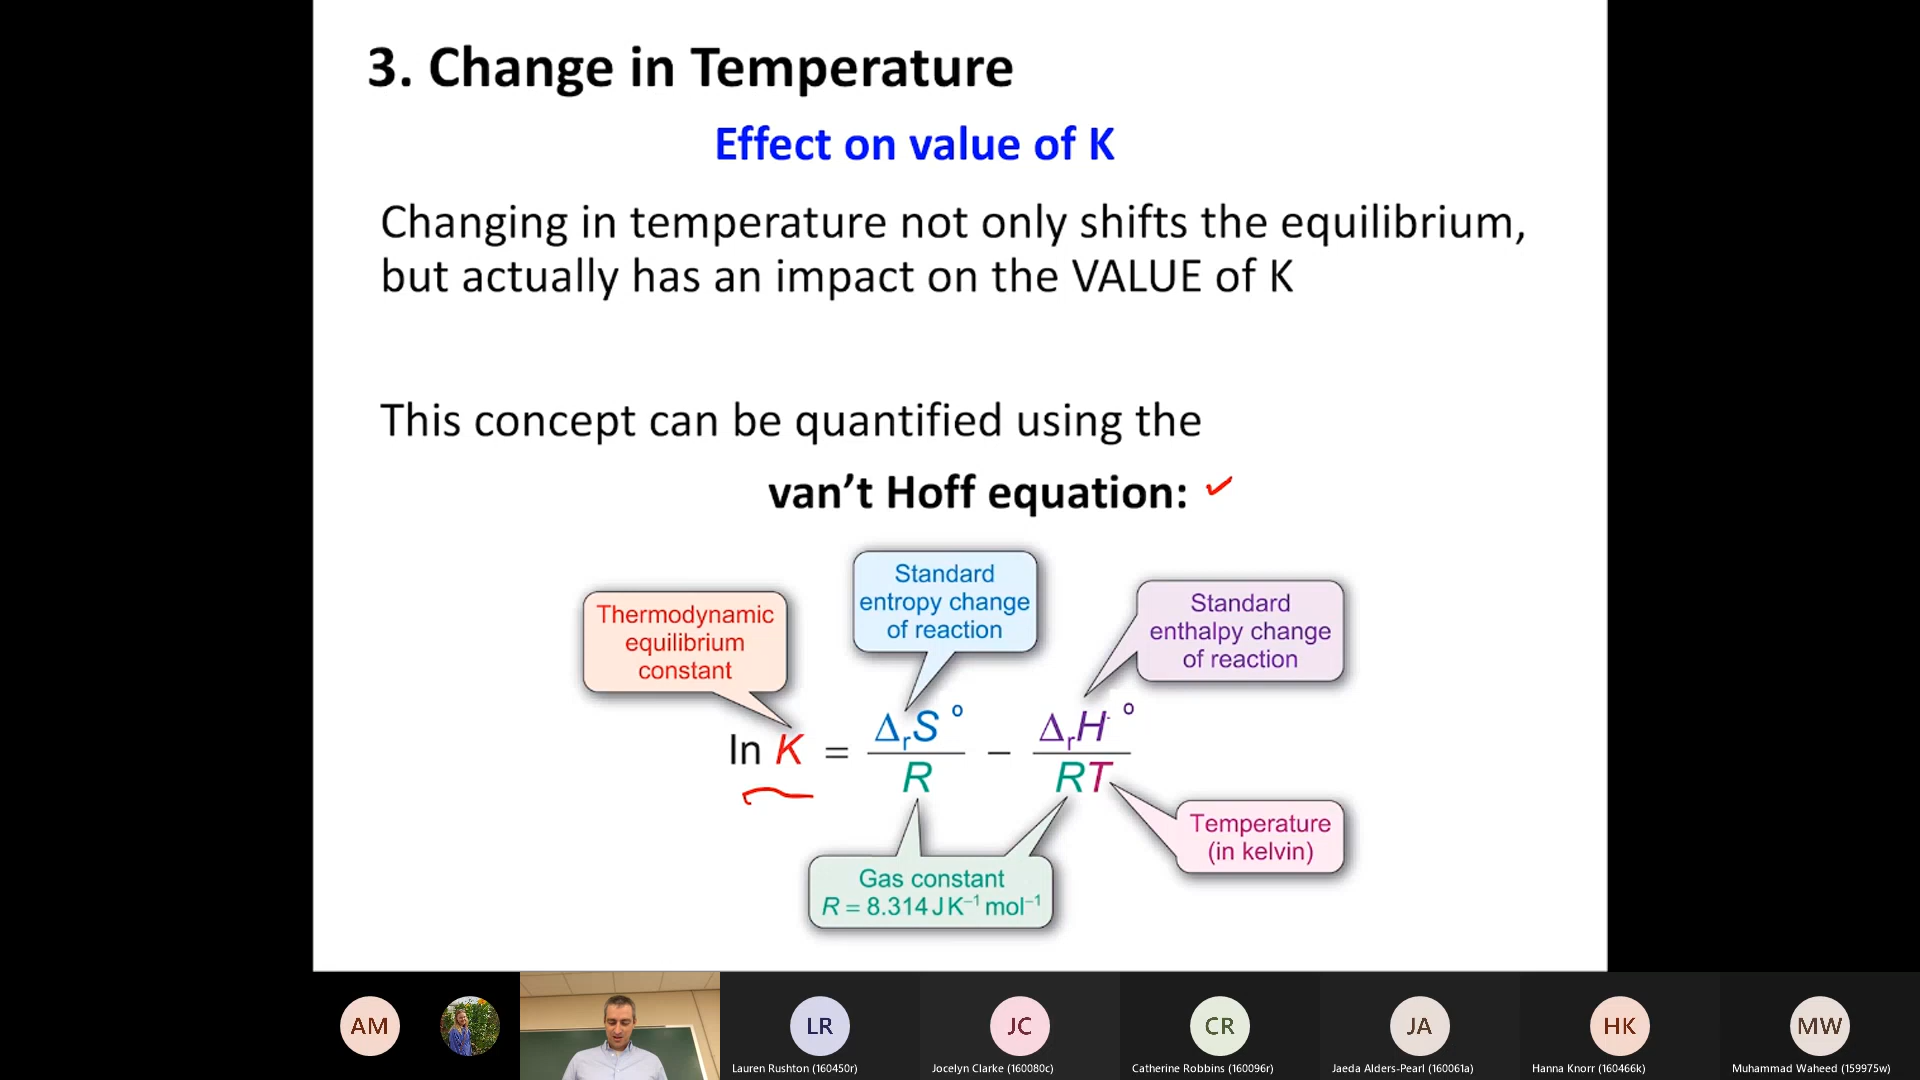 3. Change in Temperature
Effect on value of K
Changing in temperature not only shifts the equilibrium,
but actually has an impact on the VALUE of K
This concept can be quantified using the
van’t Hoff equation:
Thermodynamic
equilibrium
constant
Standard
entropy change
of reaction
Standard
enthalpy change
of reaction
ln K = ΔrS° / R − ΔrH° / RT
Gas constant
R = 8.314 J K⁻¹ mol⁻¹
Temperature
(in kelvin)
AM
LR
JC
CR
JA
HK
MW
Lauren Rushton (160450r)
Jocelyn Clarke (160080c)
Catherine Robbins (160096r)
Jaeda Alders-Pearl (160061a)
Hanna Knorr (160466k)
Muhammad Waheed (159975w)